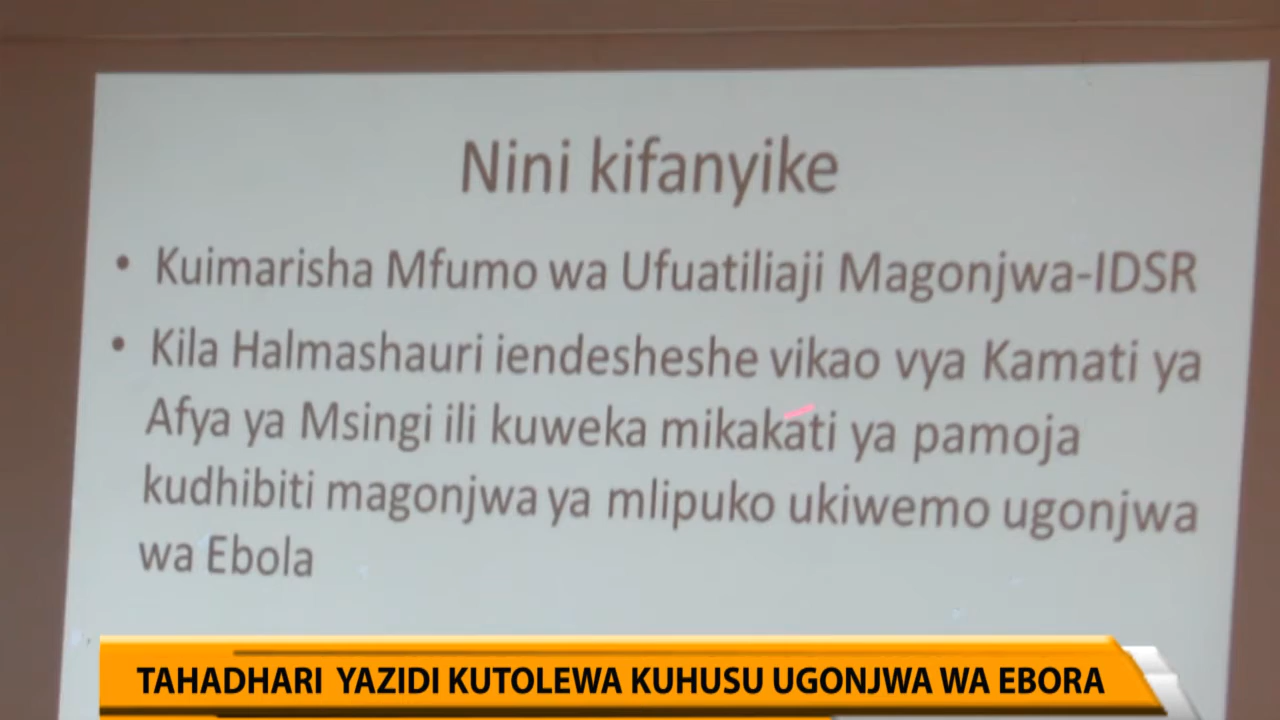 Nini kifanyike
• Kuimarisha Mfumo wa Ufuatiliaji Magonjwa-IDSR
• Kila Halmashauri iendesheshe vikao vya Kamati ya
Afya ya Msingi ili kuweka mikakati ya pamoja
kudhibiti magonjwa ya mlipuko ukiwemo ugonjwa
wa Ebola
TAHADHARI YAZIDI KUTOLEWA KUHUSU UGONJWA WA EBORA